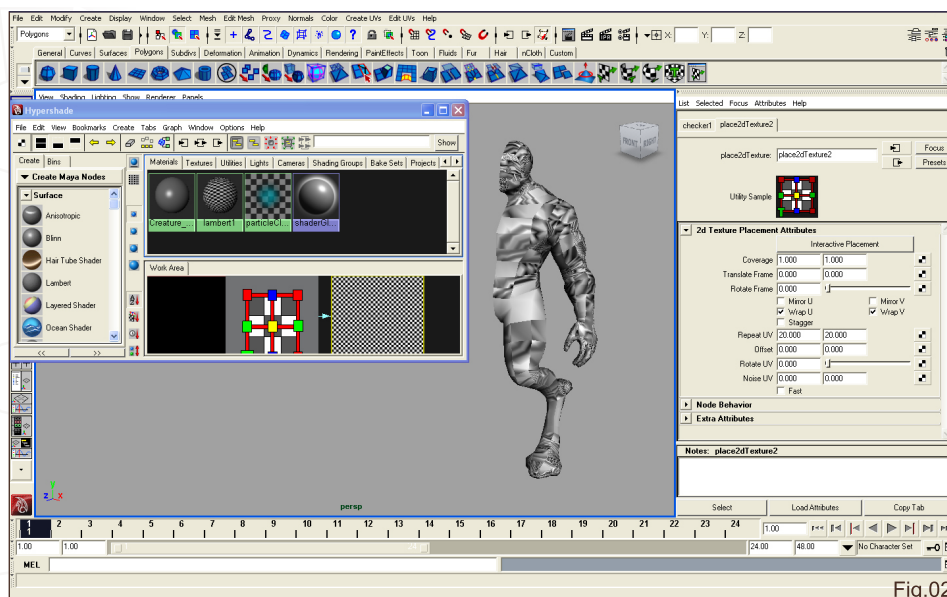 File Edit Modify Create Display Window Select Mesh Edit Mesh Proxy Normals Color Create UVs Edit UVs Help
Polygons X: Y: Z:
General Curves Surfaces Polygons Subdivs Deformation Animation Dynamics Rendering PaintEffects Toon Fluids Fur Hair nCloth Custom
View Shading Lighting Show Renderer Panels
List Selected Focus Attributes Help
Hypershade
File Edit View Bookmarks Create Tabs Graph Window Options Help
Show
Create Bins
Materials Textures Utilities Lights Cameras Shading Groups Bake Sets Projects
Create Maya Nodes
Surface
Anisotropic
Blinn
Hair Tube Shader
Lambert
Layered Shader
Ocean Shader
<< >>
Creature_... lambert1 particleCl... shaderGl...
Work Area
FRONT RIGHT
persp
checker1 place2dTexture2
place2dTexture: place2dTexture2
Focus
Presets
Utility Sample
2d Texture Placement Attributes
Interactive Placement
Coverage 1.000 1.000
Translate Frame 0.000 0.000
Rotate Frame 0.000
Mirror U Mirror V
Wrap U Wrap V
Stagger
Repeat UV 20.000 20.000
Offset 0.000 0.000
Rotate UV 0.000
Noise UV 0.000 0.000
Fast
Node Behavior
Extra Attributes
Notes: place2dTexture2
Select Load Attributes Copy Tab
1 2 3 4 5 6 7 8 9 10 11 12 13 14 15 16 17 18 19 20 21 22 23 24
1 1.00
1.00 1.00 24 24.00 48.00 No Character Set
MEL
Fig.02